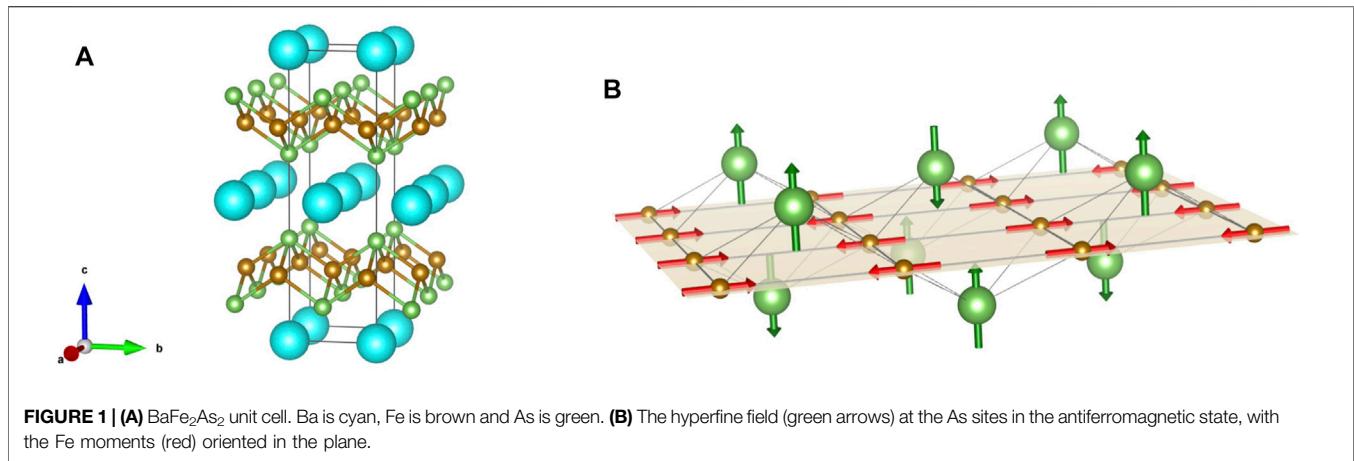 A
B
c
a
b
FIGURE 1 | (A) BaFe₂As₂ unit cell. Ba is cyan, Fe is brown and As is green. (B) The hyperfine field (green arrows) at the As sites in the antiferromagnetic state, with
the Fe moments (red) oriented in the plane.